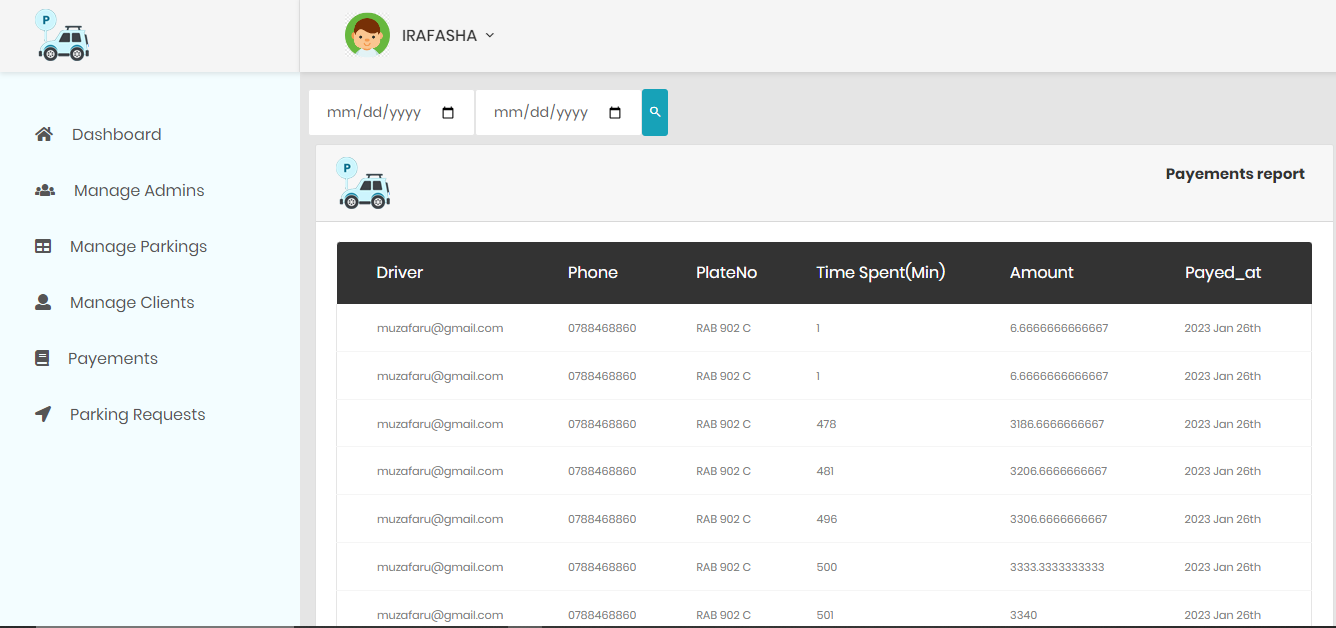 P
IRAFASHA
Dashboard
Manage Admins
Manage Parkings
Manage Clients
Payements
Parking Requests
mm/dd/yyyy mm/dd/yyyy
P
Payements report
Driver Phone PlateNo Time Spent(Min) Amount Payed_at
muzafaru@gmail.com 0788468860 RAB 902 C 1 6.6666666666667 2023 Jan 26th
muzafaru@gmail.com 0788468860 RAB 902 C 1 6.6666666666667 2023 Jan 26th
muzafaru@gmail.com 0788468860 RAB 902 C 478 3186.6666666667 2023 Jan 26th
muzafaru@gmail.com 0788468860 RAB 902 C 481 3206.6666666667 2023 Jan 26th
muzafaru@gmail.com 0788468860 RAB 902 C 496 3306.6666666667 2023 Jan 26th
muzafaru@gmail.com 0788468860 RAB 902 C 500 3333.3333333333 2023 Jan 26th
muzafaru@gmail.com 0788468860 RAB 902 C 501 3340 2023 Jan 26th